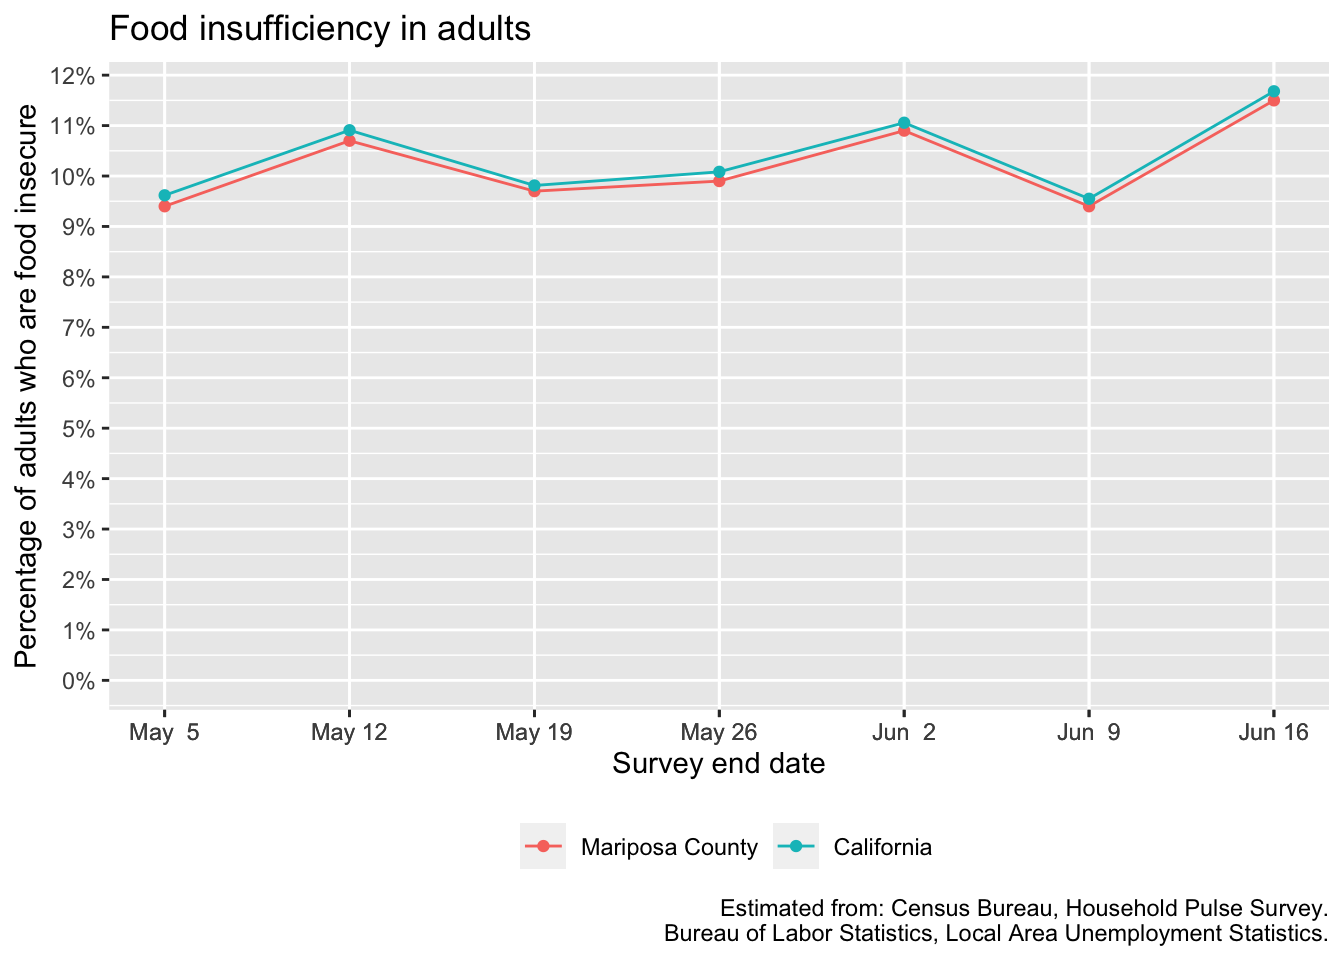 Food insufficiency in adults
Percentage of adults who are food insecure
12%
11%
10%
9%
8%
7%
6%
5%
4%
3%
2%
1%
0%
May  5 May 12 May 19 May 26 Jun  2 Jun  9 Jun 16
Survey end date
Mariposa County California
Estimated from: Census Bureau, Household Pulse Survey.
Bureau of Labor Statistics, Local Area Unemployment Statistics.